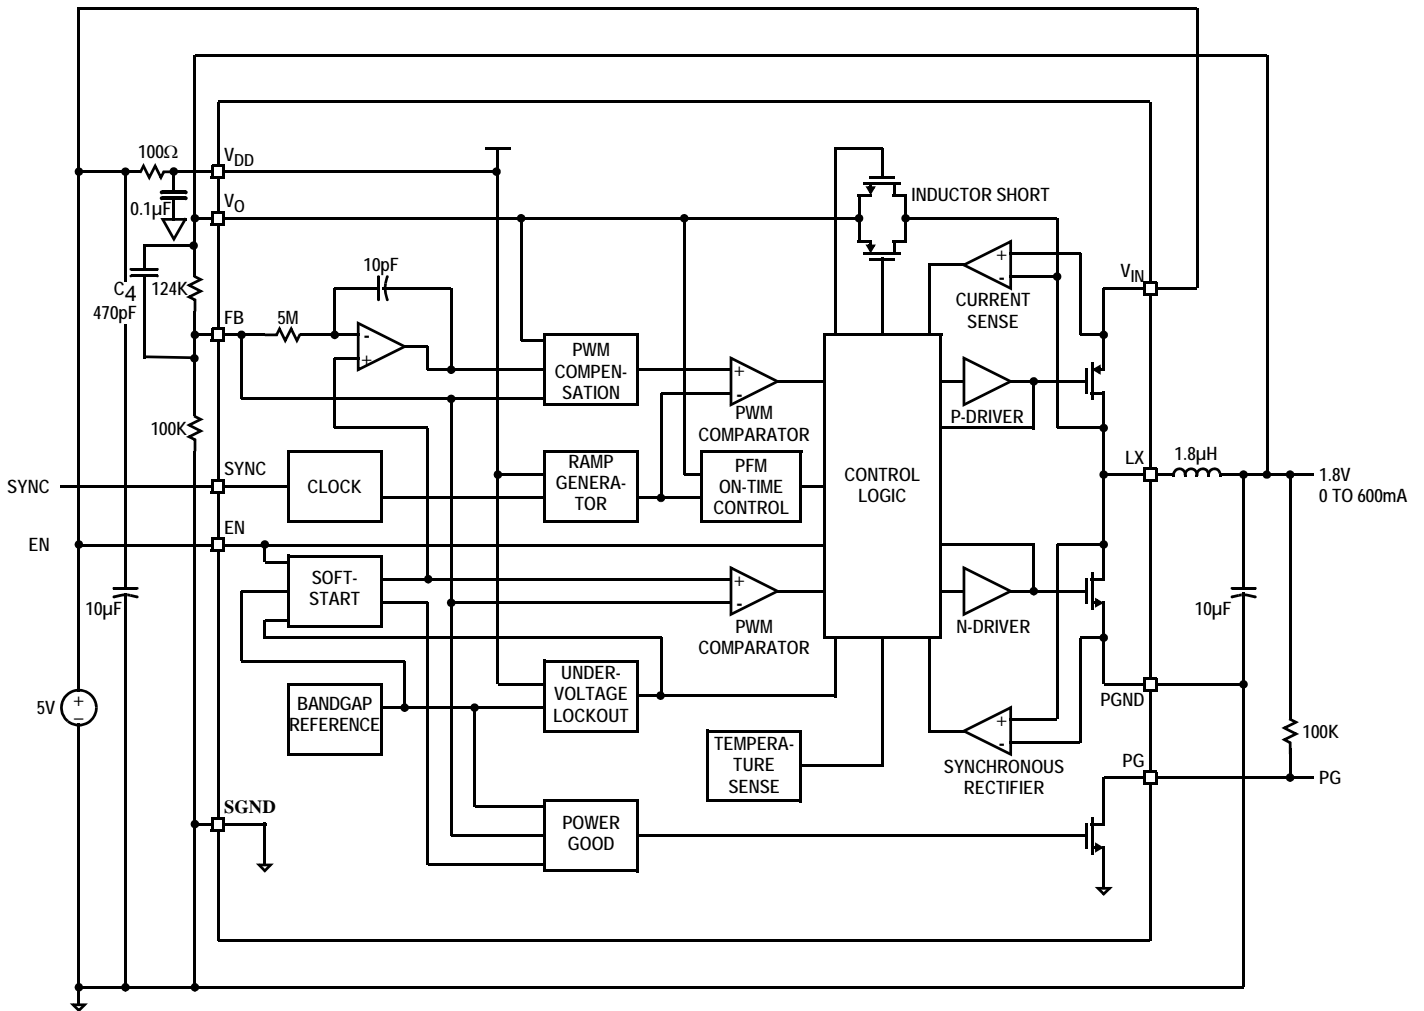 100Ω
V_DD
0.1µF
V_O
INDUCTOR SHORT
10pF
C4
470pF
124K
FB
5M
-
+
PWM
COMPEN-
SATION
+
-
PWM
COMPARATOR
+
-
CURRENT
SENSE
V_IN
P-DRIVER
100K
SYNC
SYNC
CLOCK
RAMP
GENERA-
TOR
PFM
ON-TIME
CONTROL
CONTROL
LOGIC
LX
1.8µH
1.8V
0 TO 600mA
EN
EN
SOFT-
START
+
-
PWM
COMPARATOR
N-DRIVER
10µF
10µF
5V
+
–
BANDGAP
REFERENCE
UNDER-
VOLTAGE
LOCKOUT
TEMPERA-
TURE
SENSE
+
-
SYNCHRONOUS
RECTIFIER
PGND
100K
PG
PG
SGND
POWER
GOOD